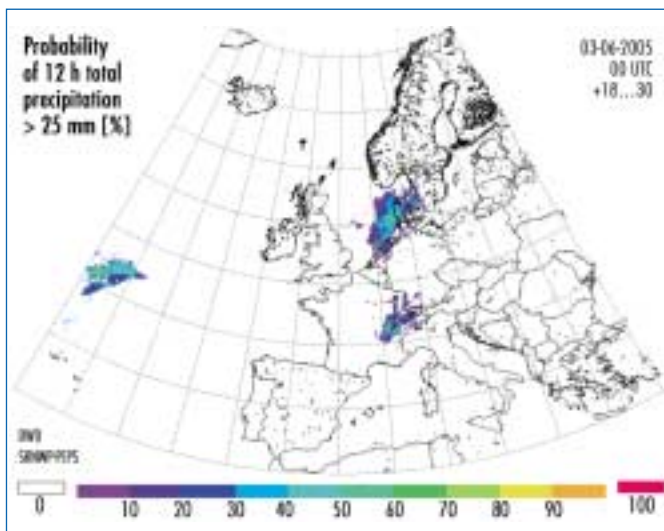 Probability
of 12 h total
precipitation
> 25 mm [%]
03-06-2005
00 UTC
+18...30
DWD
SRNWP-PEPS
0 10 20 30 40 50 60 70 80 90 100